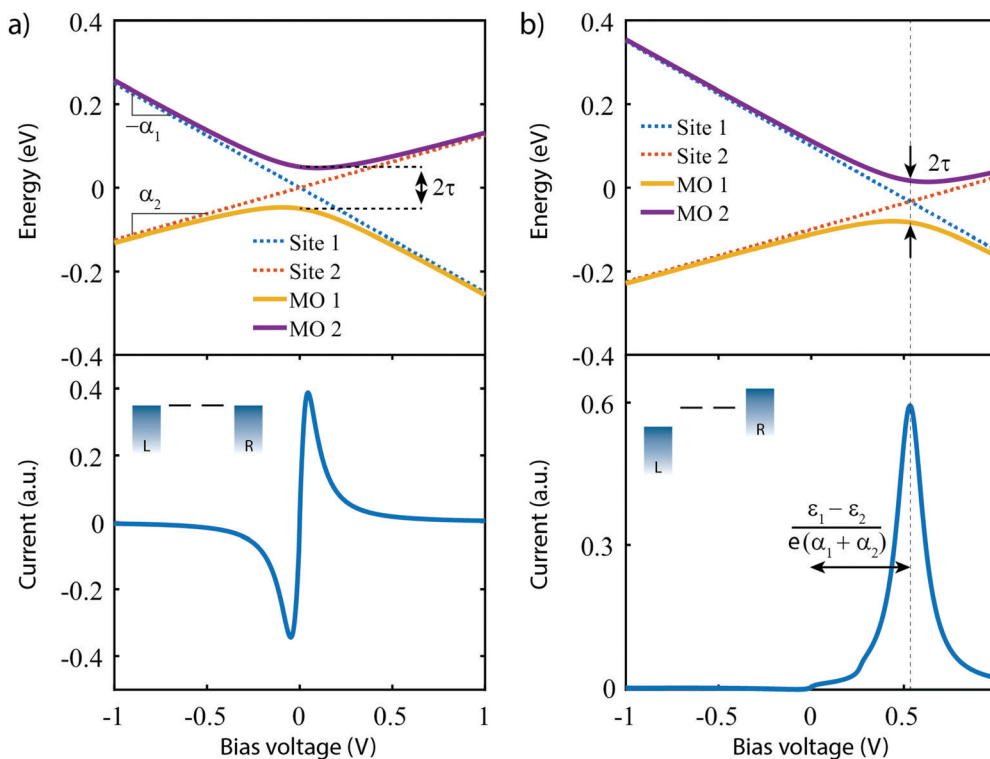 a)
Energy (eV)
0.4
0.2
0
-0.2
-0.4
−α₁
α₂
2τ
Site 1
Site 2
MO 1
MO 2
Current (a.u.)
0.4
0.2
0
-0.2
-0.4
L
R
-1
-0.5
0
0.5
1
Bias voltage (V)
b)
Energy (eV)
0.4
0.2
0
-0.2
-0.4
Site 1
Site 2
MO 1
MO 2
2τ
Current (a.u.)
0.6
0.3
0
L
R
ε₁ − ε₂
e(α₁ + α₂)
-1
-0.5
0
0.5
Bias voltage (V)